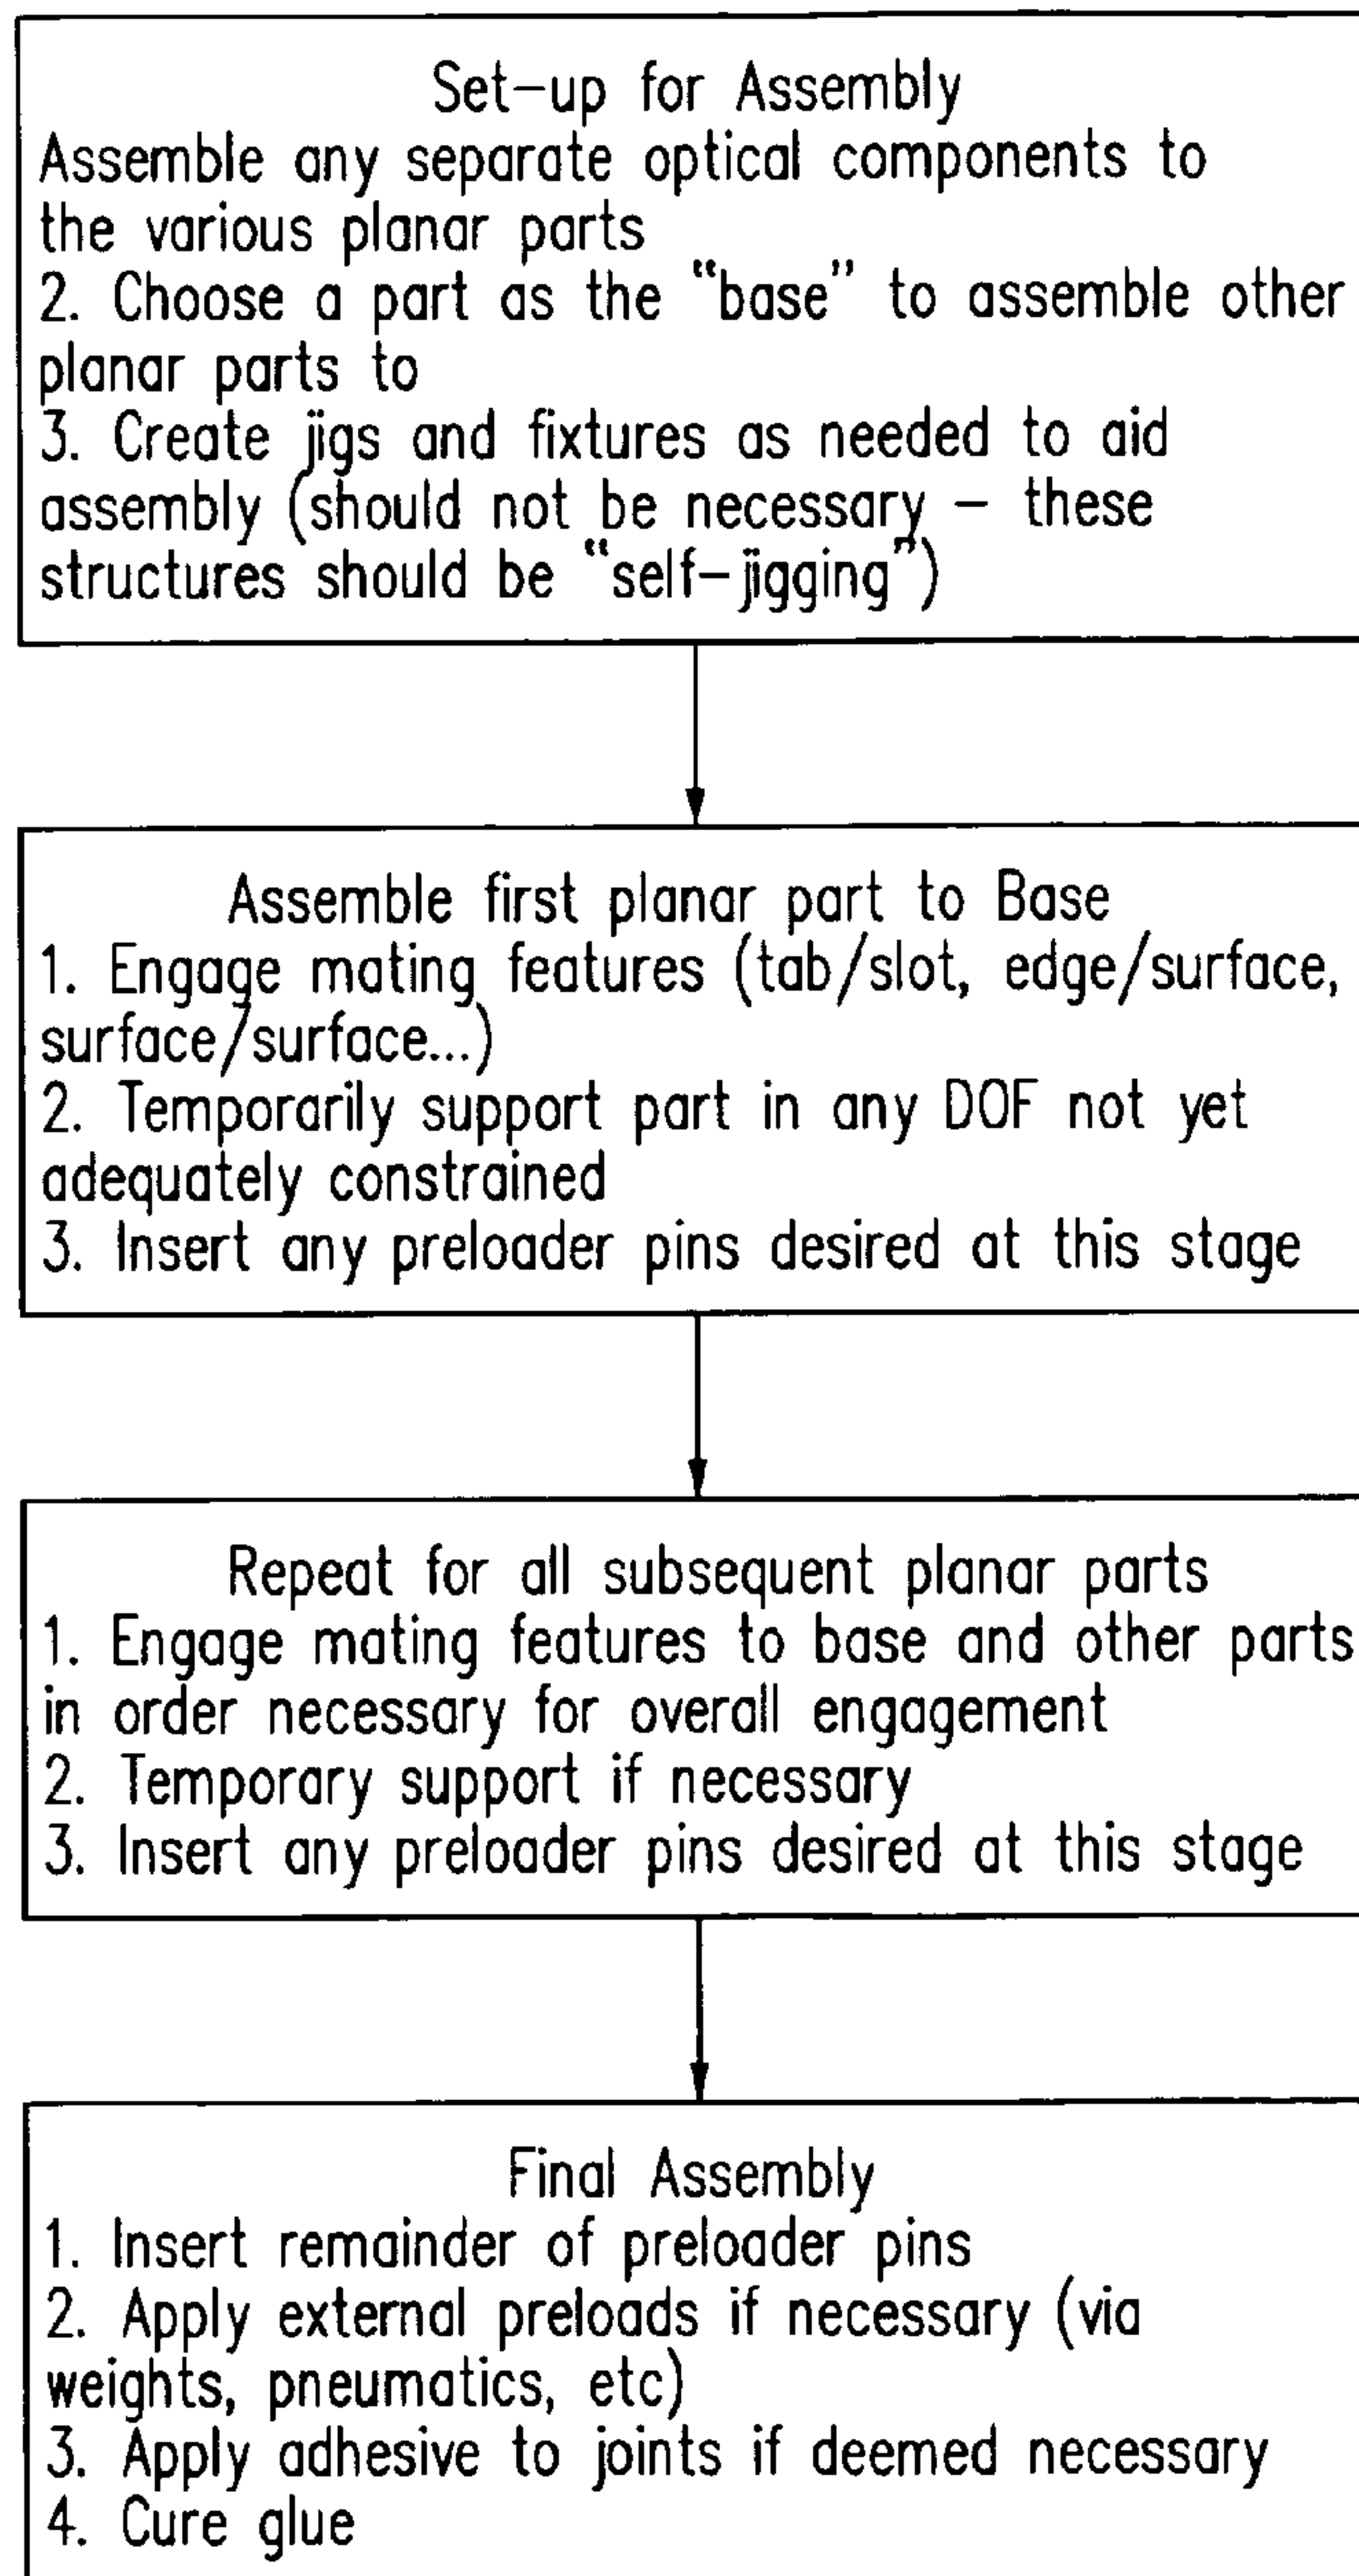 Set-up for Assembly
Assemble any separate optical components to
the various planar parts
2. Choose a part as the “base” to assemble other
planar parts to
3. Create jigs and fixtures as needed to aid
assembly (should not be necessary – these
structures should be “self-jigging”)
Assemble first planar part to Base
1. Engage mating features (tab/slot, edge/surface,
surface/surface...)
2. Temporarily support part in any DOF not yet
adequately constrained
3. Insert any preloader pins desired at this stage
Repeat for all subsequent planar parts
1. Engage mating features to base and other parts
in order necessary for overall engagement
2. Temporary support if necessary
3. Insert any preloader pins desired at this stage
Final Assembly
1. Insert remainder of preloader pins
2. Apply external preloads if necessary (via
weights, pneumatics, etc)
3. Apply adhesive to joints if deemed necessary
4. Cure glue